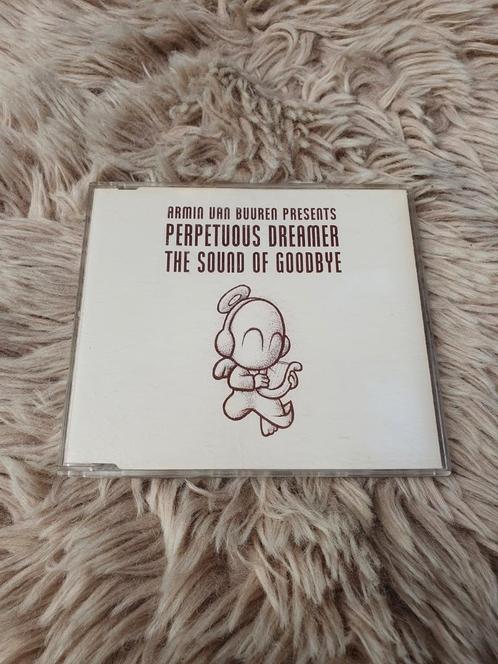 ARMIN VAN BUUREN PRESENTS
PERPETUOUS DREAMER
THE SOUND OF GOODBYE